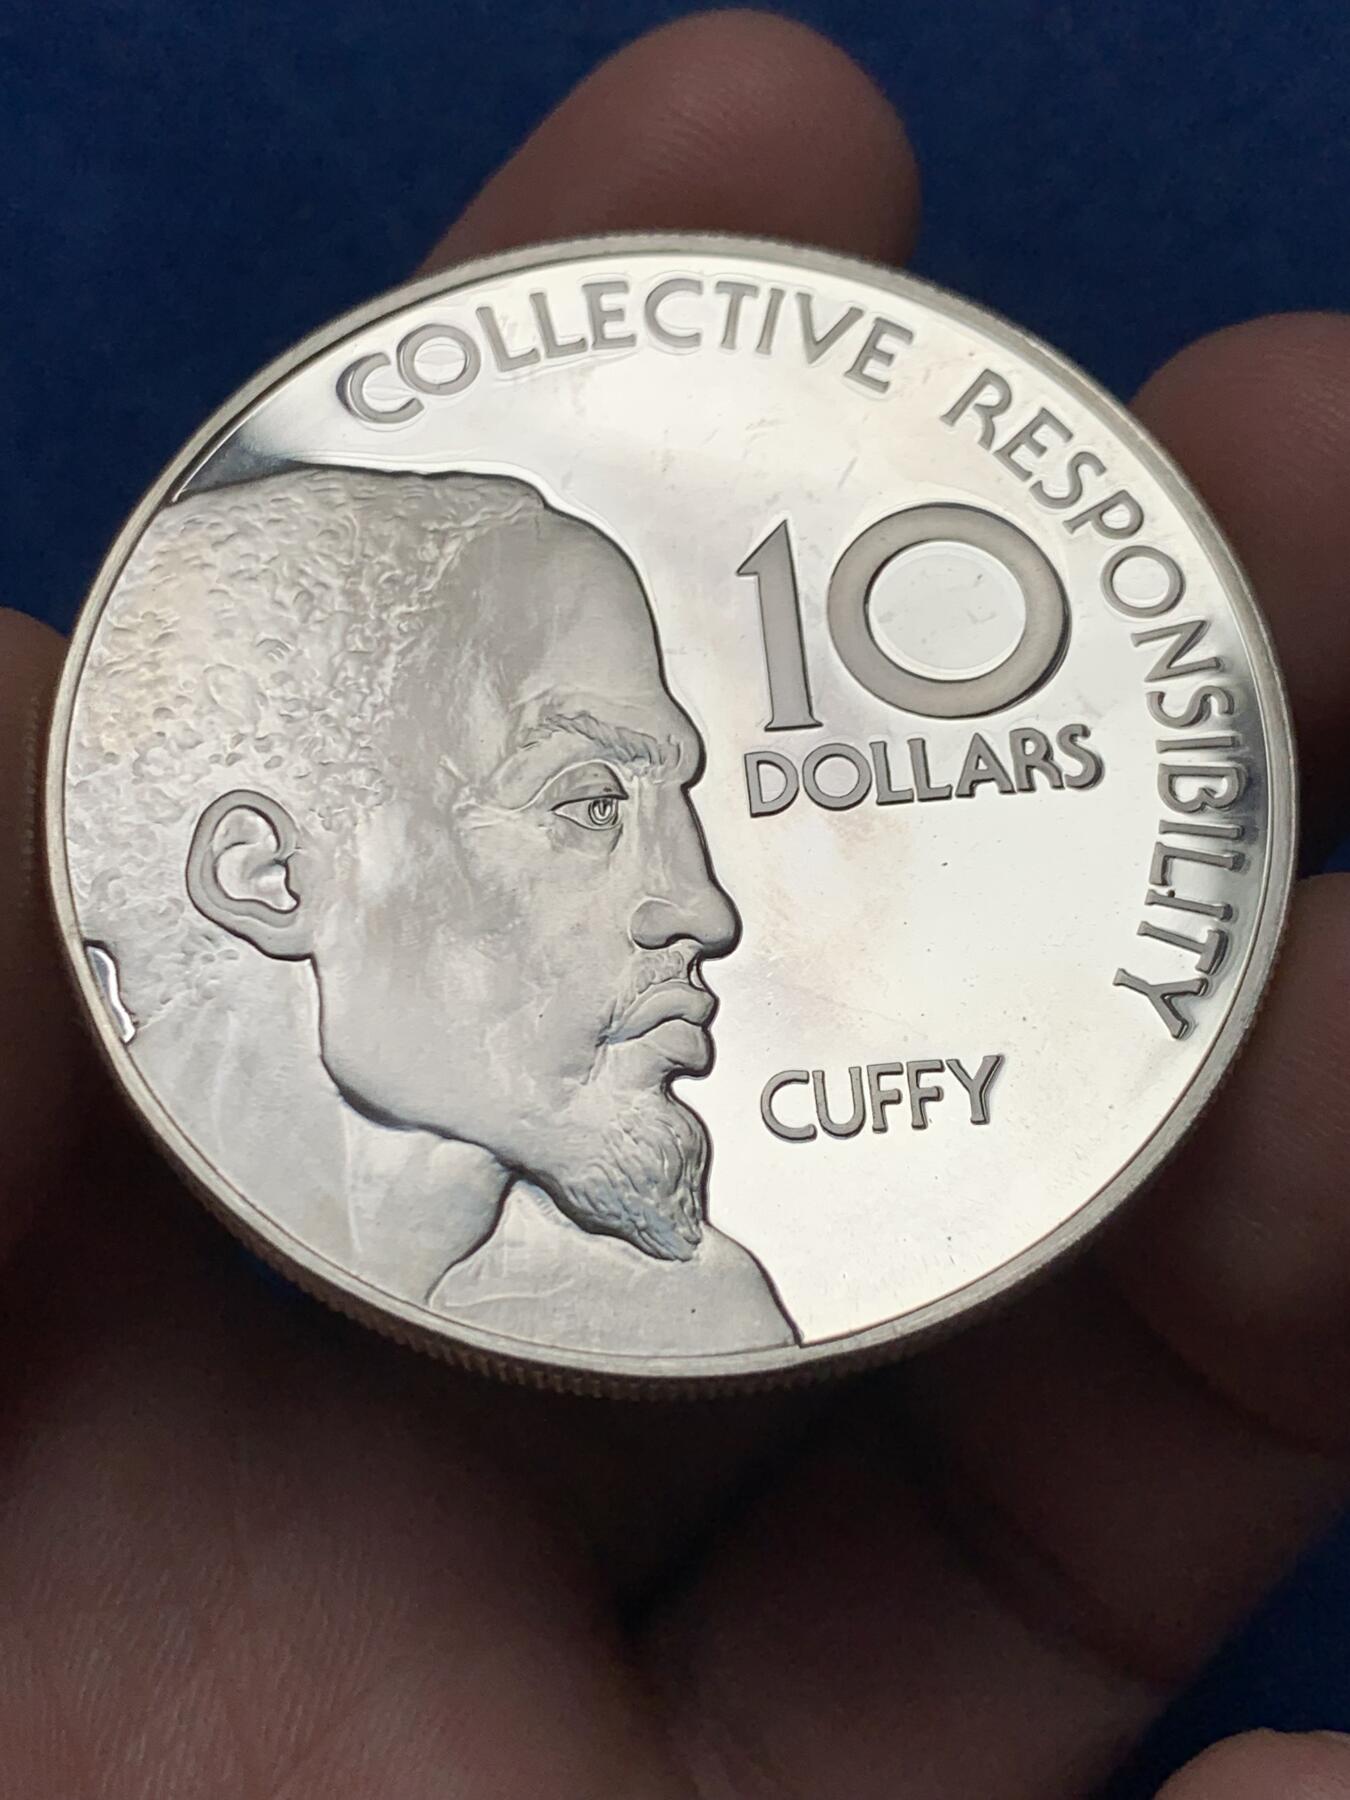 COLLECTIVE RESPONSIBILITY
10
DOLLARS
CUFFY